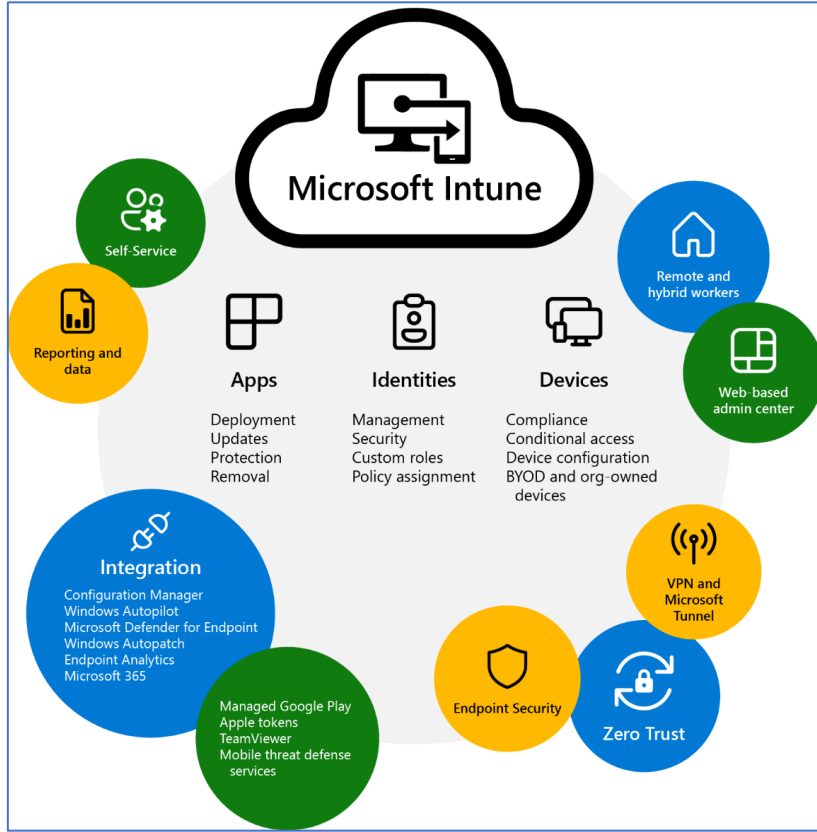 Microsoft Intune
Self-Service
Reporting and
data
Remote and
hybrid workers
Web-based
admin center
Apps
Deployment
Updates
Protection
Removal
Identities
Management
Security
Custom roles
Policy assignment
Devices
Compliance
Conditional access
Device configuration
BYOD and org-owned
devices
Integration
Configuration Manager
Windows Autopilot
Microsoft Defender for Endpoint
Windows Autopatch
Endpoint Analytics
Microsoft 365
Managed Google Play
Apple tokens
TeamViewer
Mobile threat defense
services
VPN and
Microsoft
Tunnel
Endpoint Security
Zero Trust